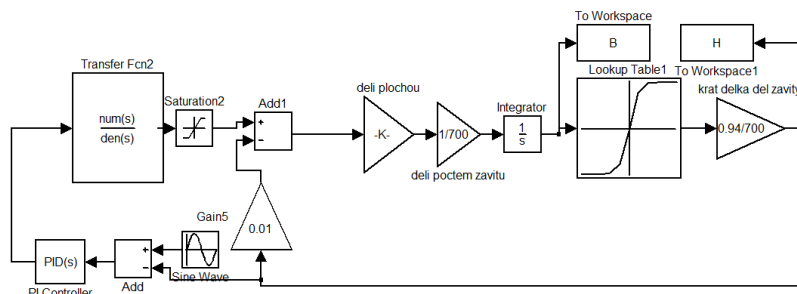 To Workspace
B
H
Transfer Fcn2
Lookup Table1
To Workspace1
Saturation2
Add1
deli plochou
krat delka del zavity
num(s)
den(s)
Integrator
+
−
-K-
1/700
1
s
0.94/700
deli poctem zavitu
Gain5
0.01
PID(s)
+
−
Sine Wave
PI Controller
Add